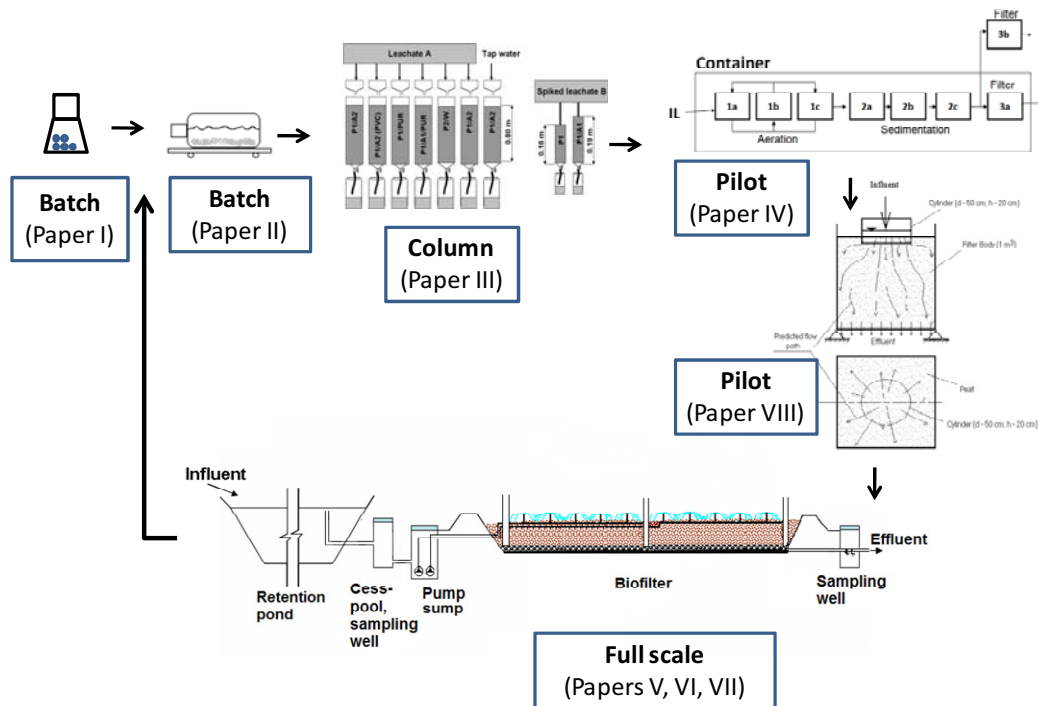 Batch
(Paper I)
Batch
(Paper II)
Leachate A
Tap water
P1/A2
P1/A2 (PVC)
P1/PUR
P1/A1/PUR
P2/W
P1/A2
P1/A2
0.80 m
Spiked leachate B
0.16 m
P1
P1/A1
0.19 m
Column
(Paper III)
Filter
3b
Container
Filter
IL
1a
1b
1c
2a
2b
2c
3a
Aeration
Sedimentation
Pilot
(Paper IV)
Influent
Cylinder (d - 50 cm, h - 20 cm)
Filter Body (1 m3)
Predicted flow
path
Effluent
Pilot
(Paper VIII)
Peat
Cylinder (d - 50 cm, h - 20 cm)
Influent
Retention
pond
Cess-
pool,
sampling
well
Pump
sump
Biofilter
Effluent
Sampling
well
Full scale
(Papers V, VI, VII)